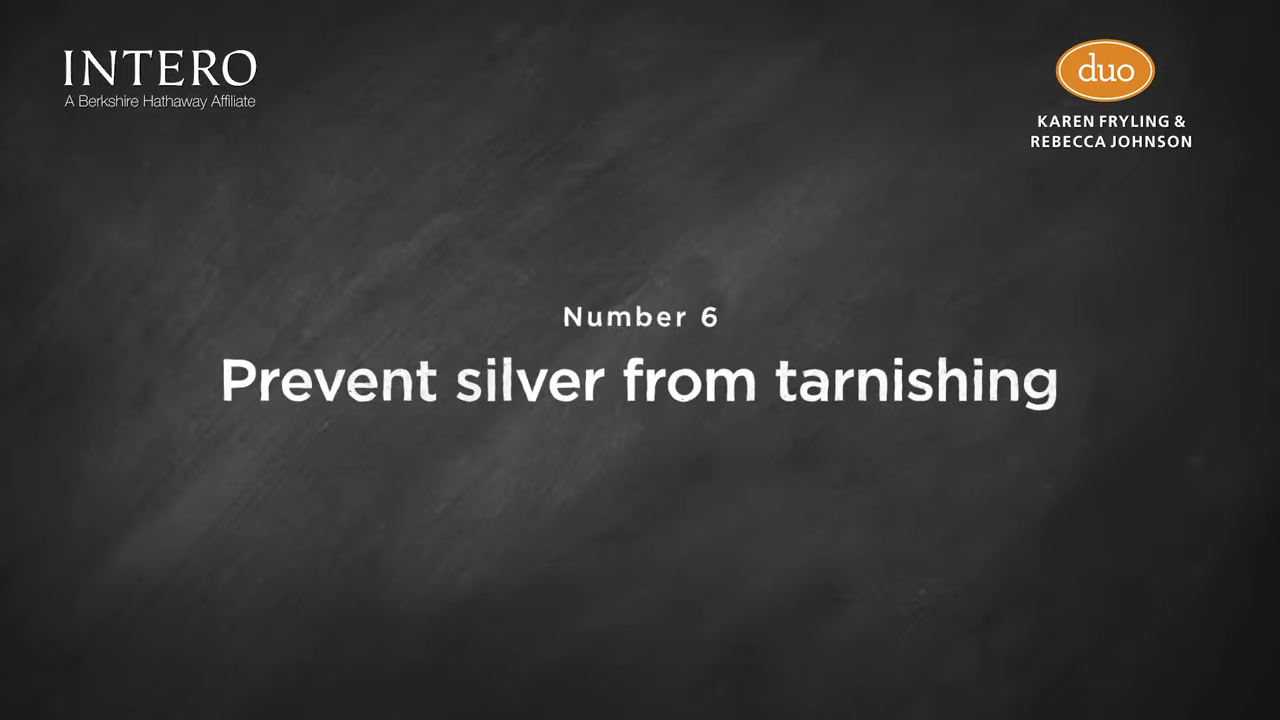 INTERO
A Berkshire Hathaway Affiliate
duo
KAREN FRYLING &
REBECCA JOHNSON
Number 6
Prevent silver from tarnishing